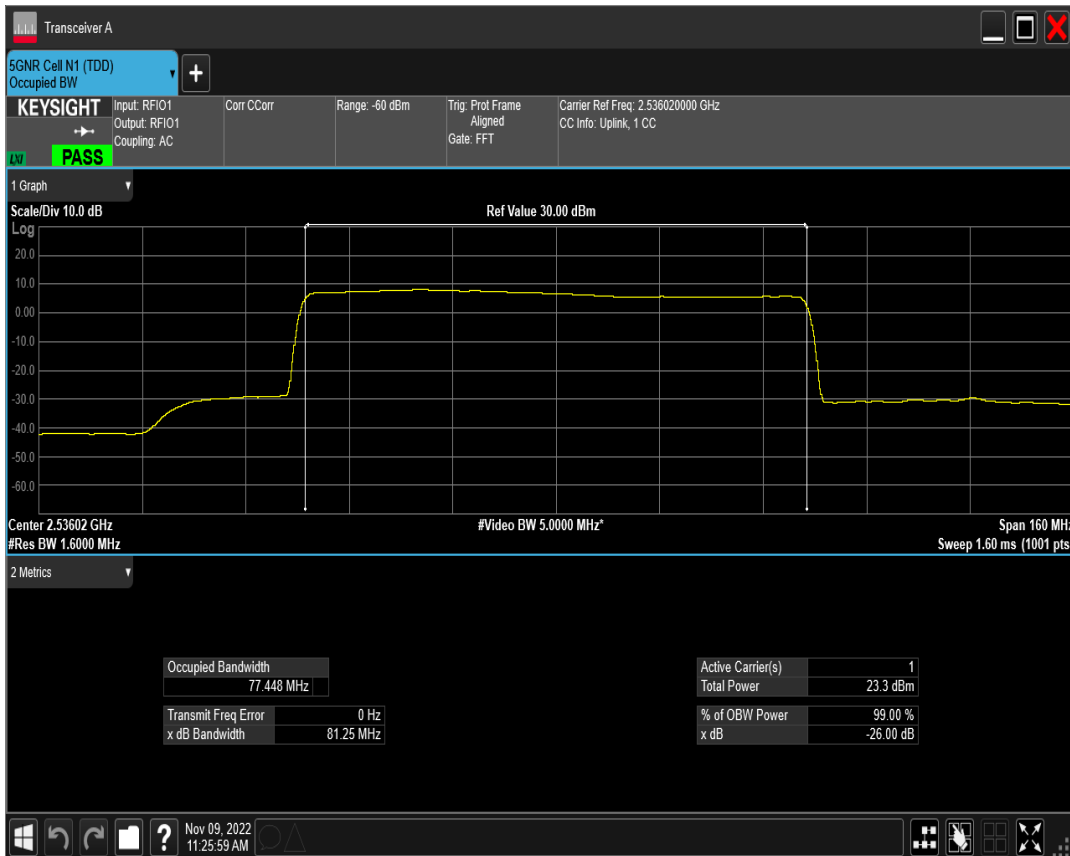 Transceiver A
5GNR Cell N1 (TDD)
Occupied BW
+
KEYSIGHT
LXI
PASS
Input: RFIO1
Output: RFIO1
Coupling: AC
Corr CCorr
Range: -60 dBm
Trig: Prot Frame
Aligned
Gate: FFT
Carrier Ref Freq: 2.536020000 GHz
CC Info: Uplink, 1 CC
1 Graph
Scale/Div 10.0 dB
Ref Value 30.00 dBm
Log
20.0
10.0
0.00
-10.0
-20.0
-30.0
-40.0
-50.0
-60.0
Center 2.53602 GHz
#Video BW 5.0000 MHz*
Span 160 MHz
#Res BW 1.6000 MHz
Sweep 1.60 ms (1001 pts
2 Metrics
Occupied Bandwidth
77.448 MHz
Transmit Freq Error 0 Hz
x dB Bandwidth 81.25 MHz
Active Carrier(s) 1
Total Power 23.3 dBm
% of OBW Power 99.00 %
x dB -26.00 dB
?
Nov 09, 2022
11:25:59 AM